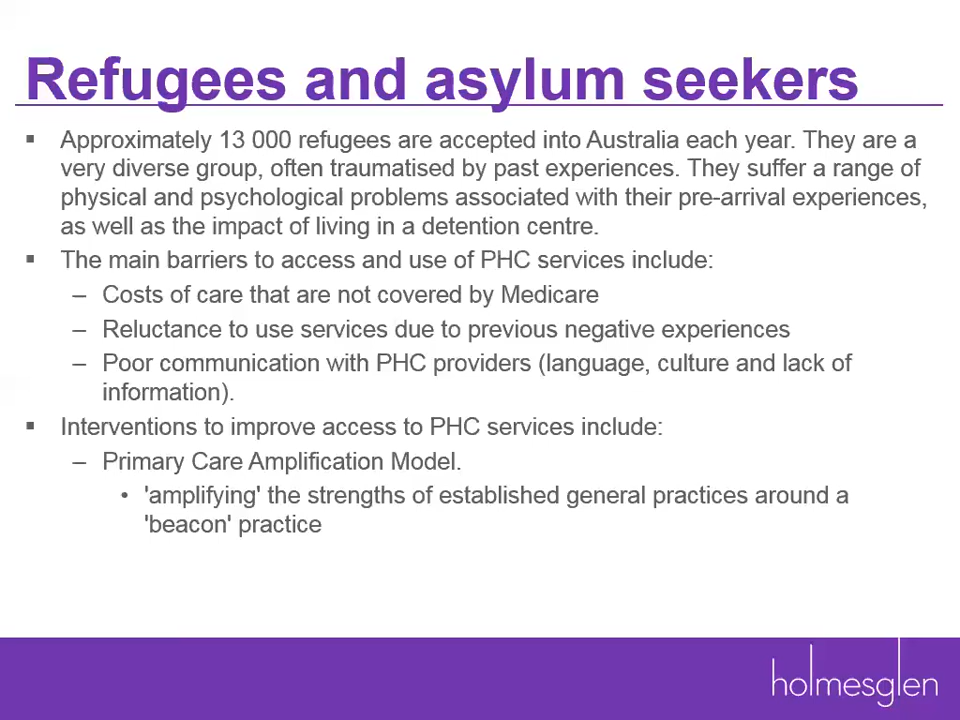 Refugees and asylum seekers
▪ Approximately 13 000 refugees are accepted into Australia each year. They are a
very diverse group, often traumatised by past experiences. They suffer a range of
physical and psychological problems associated with their pre-arrival experiences,
as well as the impact of living in a detention centre.
▪ The main barriers to access and use of PHC services include:
– Costs of care that are not covered by Medicare
– Reluctance to use services due to previous negative experiences
– Poor communication with PHC providers (language, culture and lack of
information).
▪ Interventions to improve access to PHC services include:
– Primary Care Amplification Model.
• 'amplifying' the strengths of established general practices around a
'beacon' practice
holmesglen